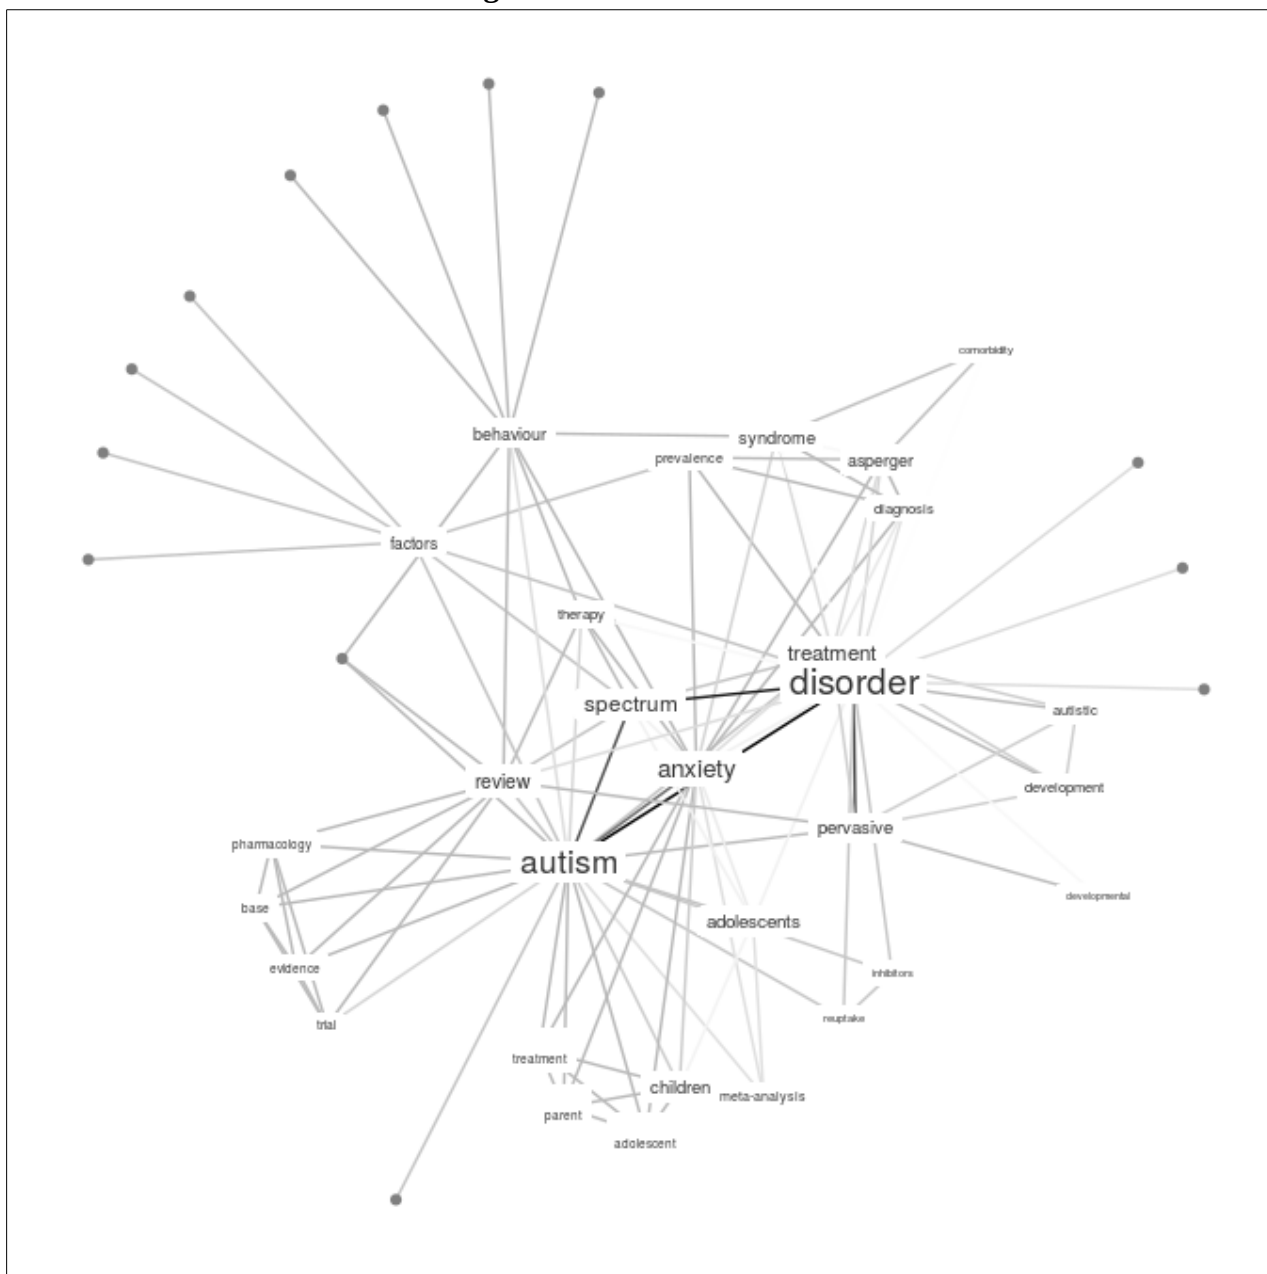 comorbidity
behaviour
syndrome
prevalence
asperger
diagnosis
factors
therapy
treatment
disorder
spectrum
autistic
anxiety
review
development
pervasive
pharmacology
autism
developmental
base
adolescents
evidence
inhibitors
reuptake
trial
treatment
children
meta-analysis
parent
adolescent